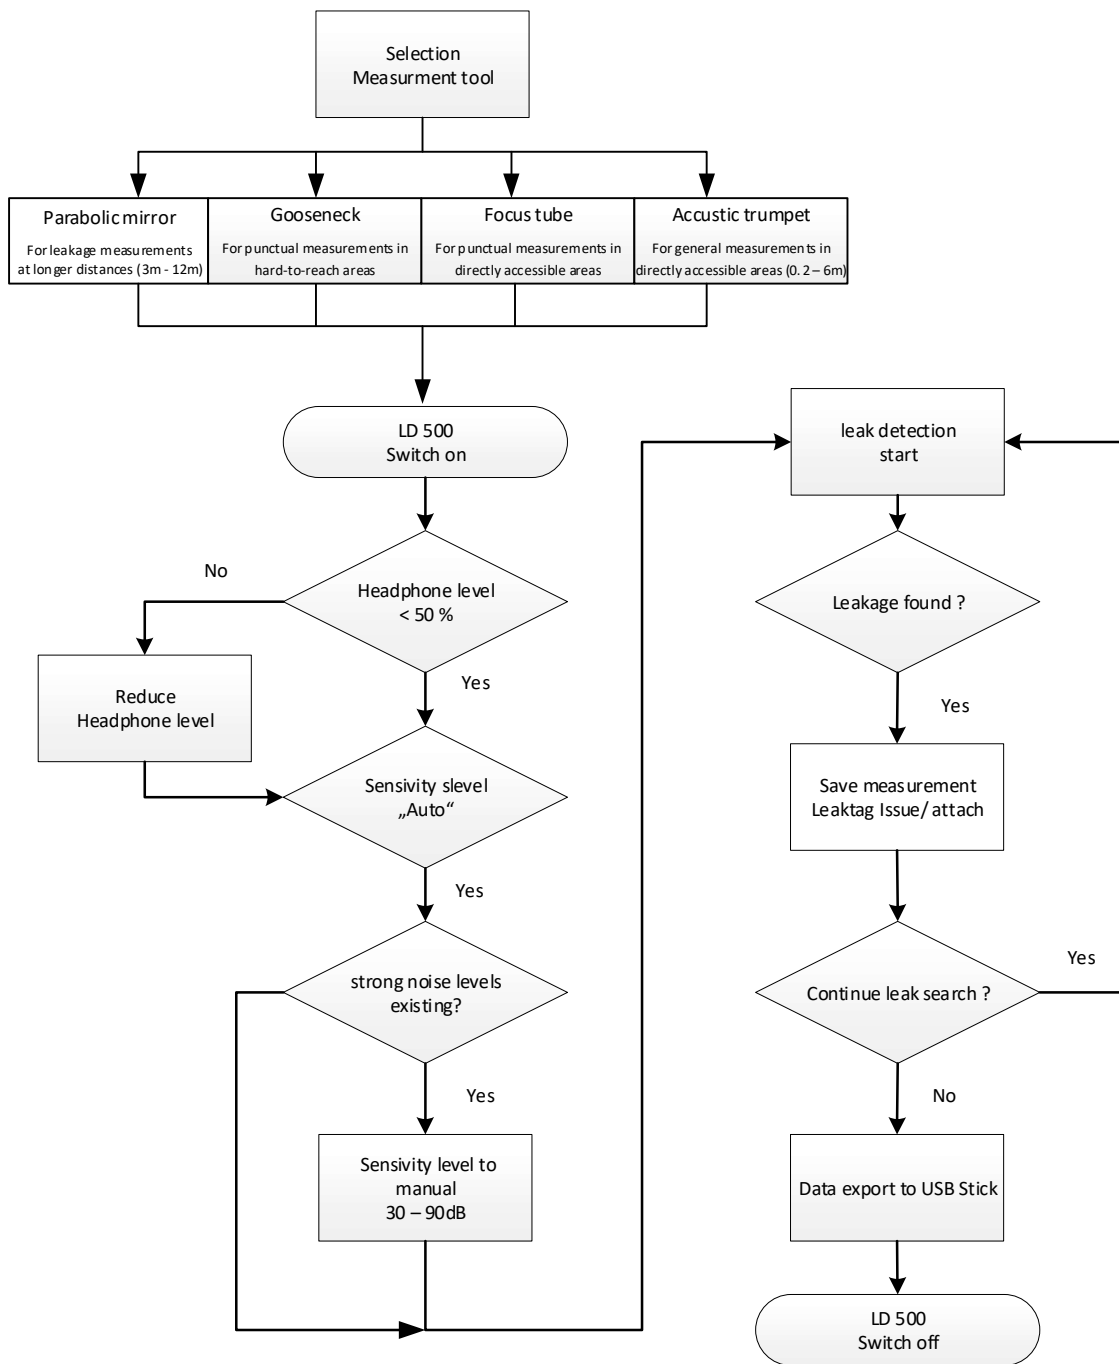 Selection
Measurment tool
Parabolic mirror
For leakage measurements
at longer distances (3m - 12m)
Gooseneck
For punctual measurements in
hard-to-reach areas
Focus tube
For punctual measurements in
directly accessible areas
Accustic trumpet
For general measurements in
directly accessible areas (0. 2 – 6m)
LD 500
Switch on
No
Headphone level
< 50 %
Yes
Reduce
Headphone level
Sensivity slevel
„Auto“
Yes
strong noise levels
existing?
Yes
Sensivity level to
manual
30 – 90dB
leak detection
start
Leakage found ?
Yes
Save measurement
Leaktag Issue/ attach
Yes
Continue leak search ?
No
Data export to USB Stick
LD 500
Switch off